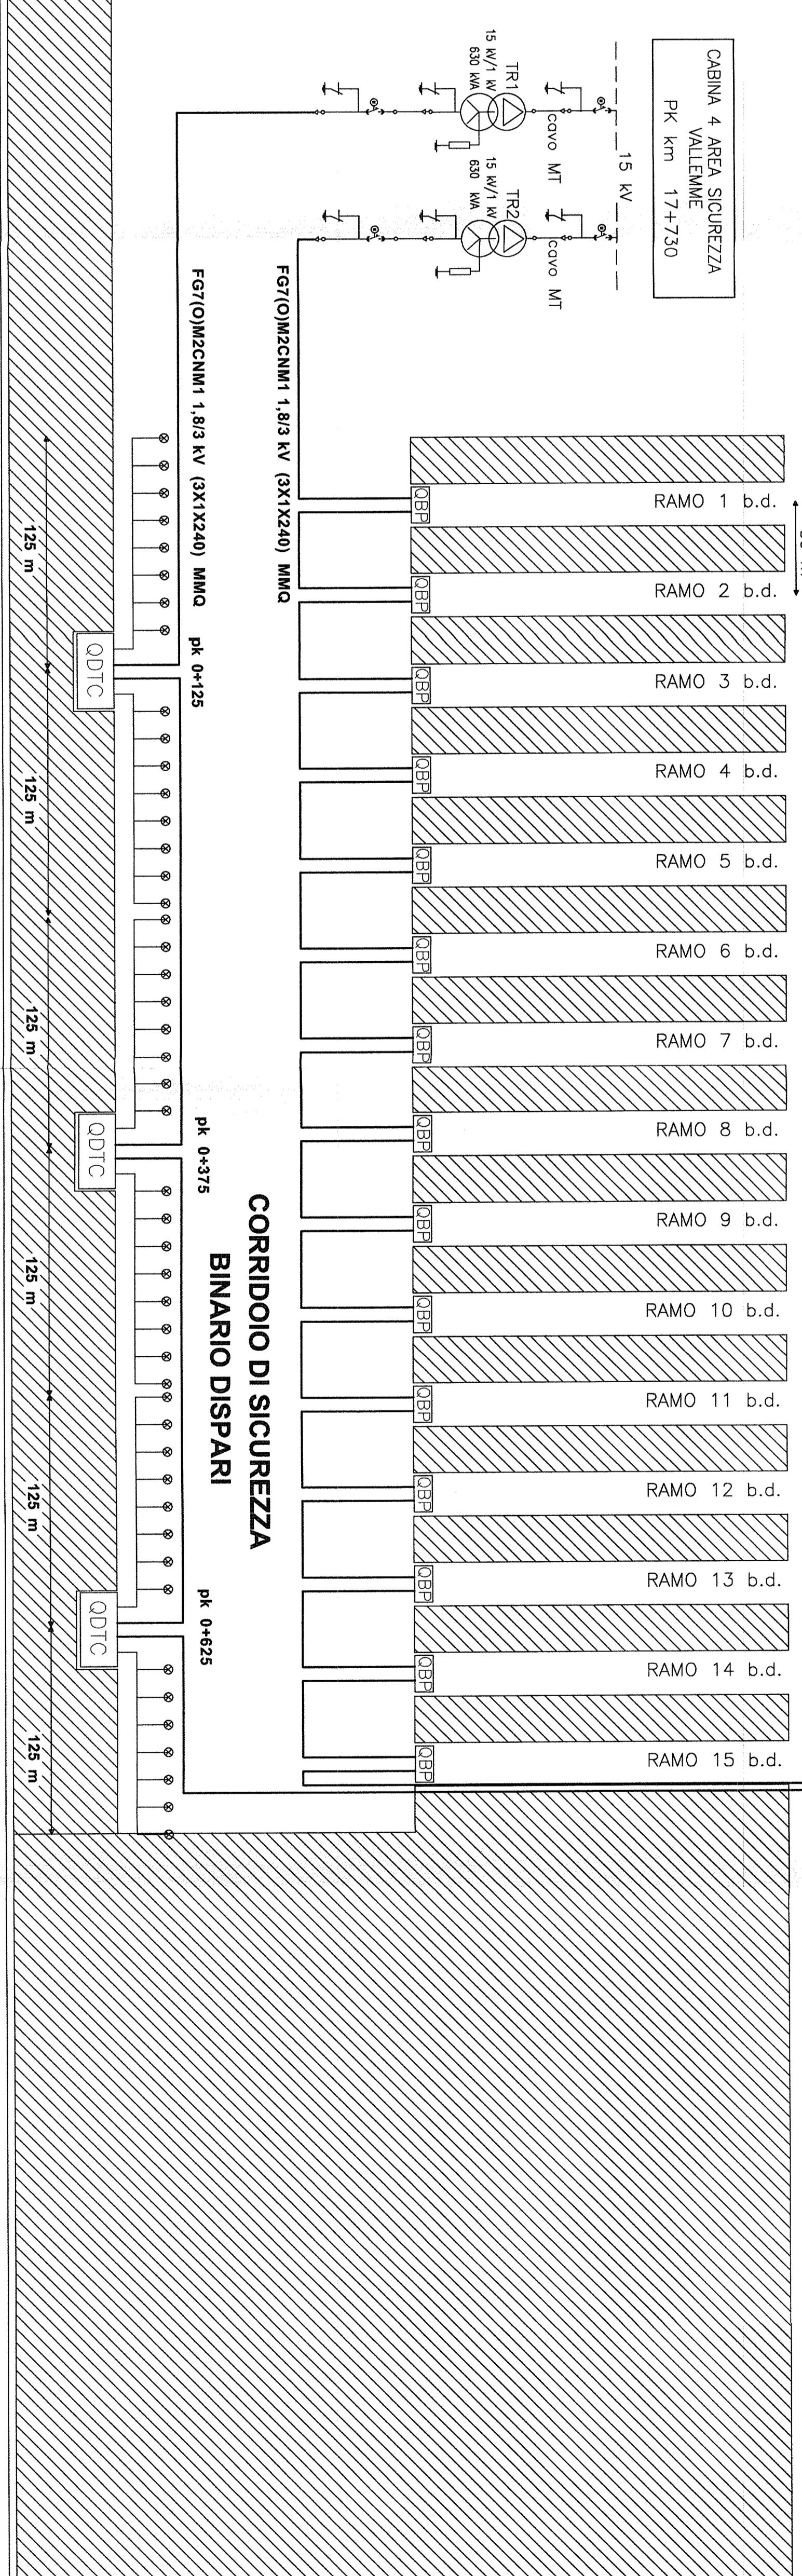 CABINA 4 AREA SICUREZZA
VALLEMME
PK km 17+730
15 kV
cavo MT
TR1
15 kV/1 kV
630 kVA
cavo MT
TR2
15 kV/1 kV
630 kVA
FG7(O)M2CNM1 1,8/3 kV (3X1X240) MMQ
FG7(O)M2CNM1 1,8/3 kV (3X1X240) MMQ
RAMO 1 b.d.
QBP
RAMO 2 b.d.
QBP
RAMO 3 b.d.
QBP
RAMO 4 b.d.
QBP
RAMO 5 b.d.
QBP
RAMO 6 b.d.
QBP
RAMO 7 b.d.
QBP
RAMO 8 b.d.
QBP
RAMO 9 b.d.
QBP
RAMO 10 b.d.
QBP
RAMO 11 b.d.
QBP
RAMO 12 b.d.
QBP
RAMO 13 b.d.
QBP
RAMO 14 b.d.
QBP
RAMO 15 b.d.
QBP
CORRIDOIO DI SICUREZZA
BINARIO DISPARI
pk 0+125
pk 0+375
pk 0+625
QDTC
QDTC
QDTC
125 m
125 m
125 m
125 m
125 m
125 m